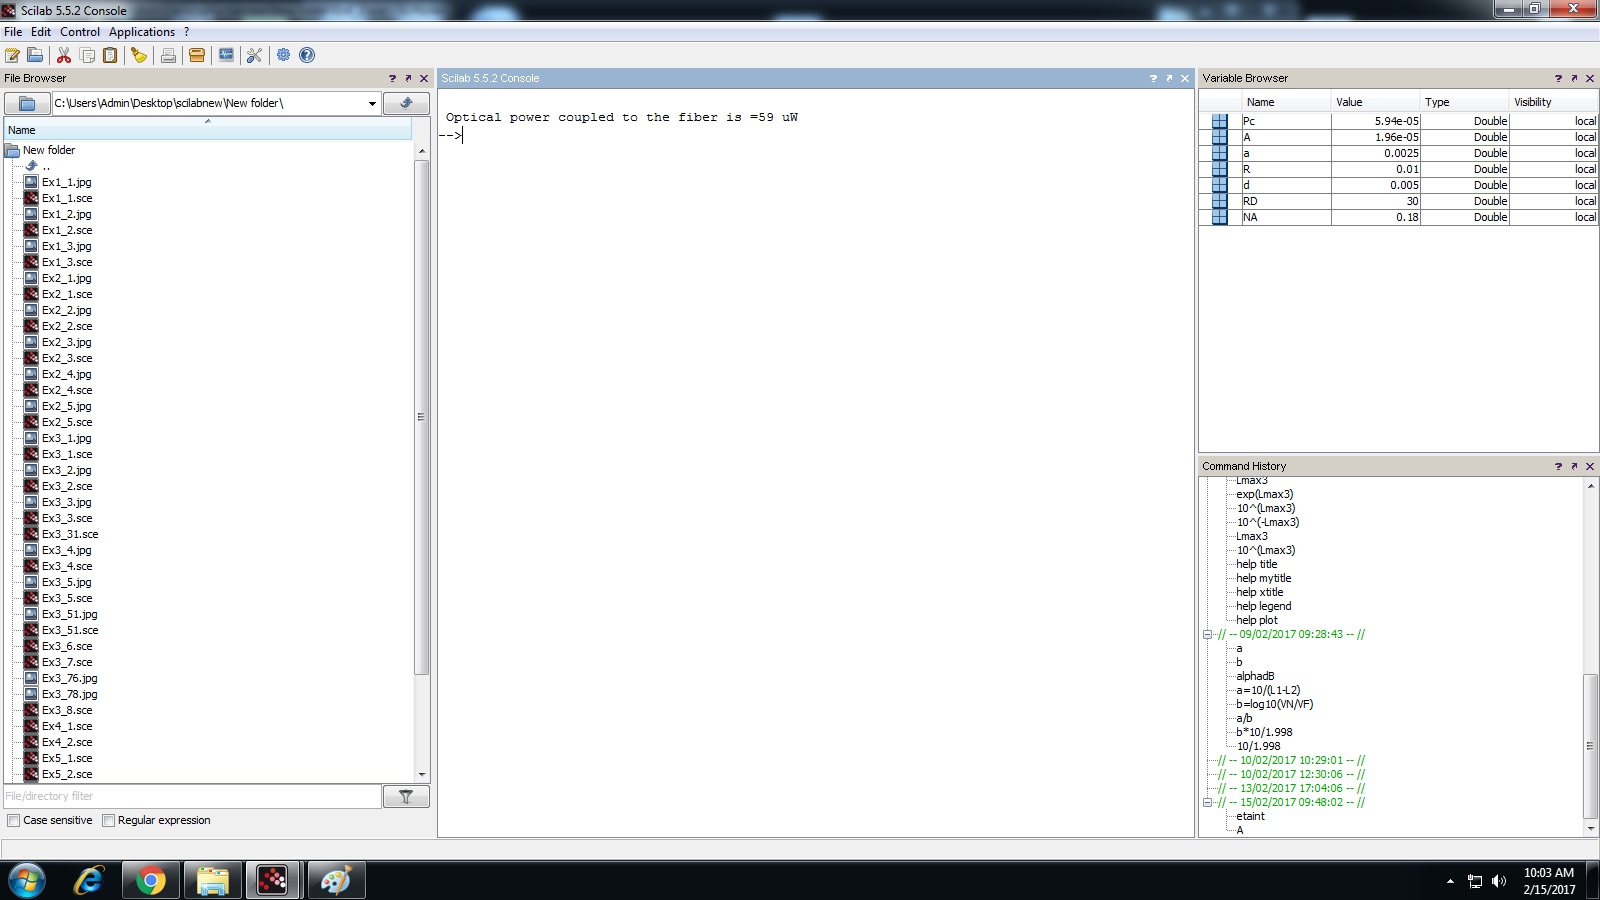 Scilab 5.5.2 Console
File Edit Control Applications ?
File Browser
C:\Users\Admin\Desktop\scilabnew\New folder\
Name
New folder
..
Ex1_1.jpg
Ex1_1.sce
Ex1_2.jpg
Ex1_2.sce
Ex1_3.jpg
Ex1_3.sce
Ex2_1.jpg
Ex2_1.sce
Ex2_2.jpg
Ex2_2.sce
Ex2_3.jpg
Ex2_3.sce
Ex2_4.jpg
Ex2_4.sce
Ex2_5.jpg
Ex2_5.sce
Ex3_1.jpg
Ex3_1.sce
Ex3_2.jpg
Ex3_2.sce
Ex3_3.jpg
Ex3_3.sce
Ex3_31.sce
Ex3_4.jpg
Ex3_4.sce
Ex3_5.jpg
Ex3_5.sce
Ex3_51.jpg
Ex3_51.sce
Ex3_6.sce
Ex3_7.sce
Ex3_76.jpg
Ex3_78.jpg
Ex3_8.sce
Ex4_1.sce
Ex4_2.sce
Ex5_1.sce
Ex5_2.sce
File/directory filter
Case sensitive Regular expression
Scilab 5.5.2 Console
Optical power coupled to the fiber is =59 uW
-->
Variable Browser
Name Value Type Visibility
Pc 5.94e-05 Double local
A 1.96e-05 Double local
a 0.0025 Double local
R 0.01 Double local
d 0.005 Double local
RD 30 Double local
NA 0.18 Double local
Command History
Lmax3
exp(Lmax3)
10^(Lmax3)
10^(-Lmax3)
Lmax3
10^(Lmax3)
help title
help mytitle
help xtitle
help legend
help plot
// -- 09/02/2017 09:28:43 -- //
a
b
alphadB
a=10/(L1-L2)
b=log10(VN/VF)
a/b
b*10/1.998
10/1.998
// -- 10/02/2017 10:29:01 -- //
// -- 10/02/2017 12:30:06 -- //
// -- 13/02/2017 17:04:06 -- //
// -- 15/02/2017 09:48:02 -- //
etaint
A
10:03 AM
2/15/2017